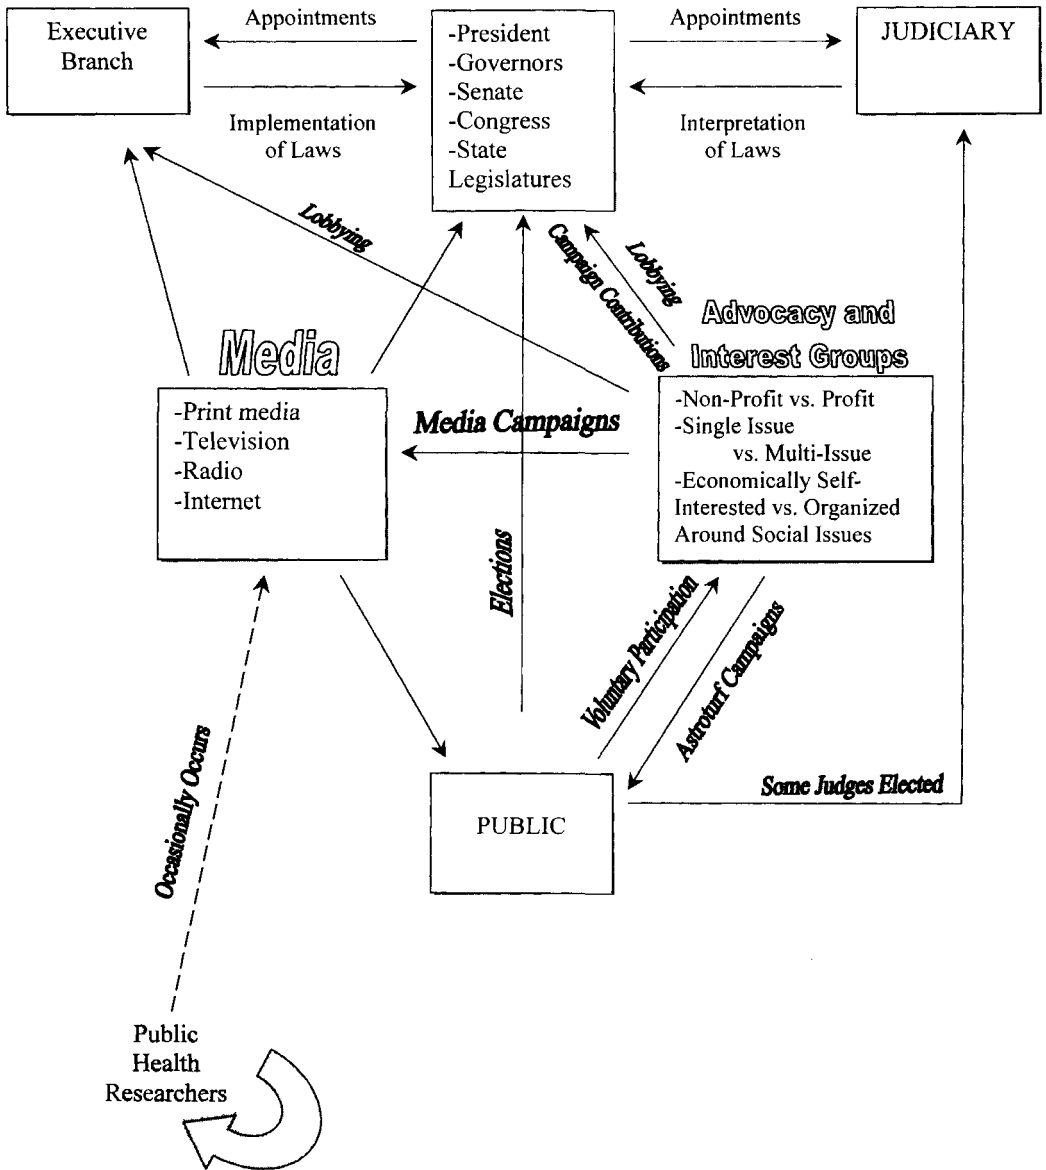 Executive
Branch
Appointments
Implementation
of Laws
-President
-Governors
-Senate
-Congress
-State
Legislatures
Appointments
Interpretation
of Laws
JUDICIARY
Lobbying
Lobbying
Campaign Contributions
Media
-Print media
-Television
-Radio
-Internet
Media Campaigns
Advocacy and
Interest Groups
-Non-Profit vs. Profit
-Single Issue
vs. Multi-Issue
-Economically Self-
Interested vs. Organized
Around Social Issues
Elections
Voluntary Participation
Astroturf Campaigns
Some Judges Elected
PUBLIC
Occasionally Occurs
Public
Health
Researchers